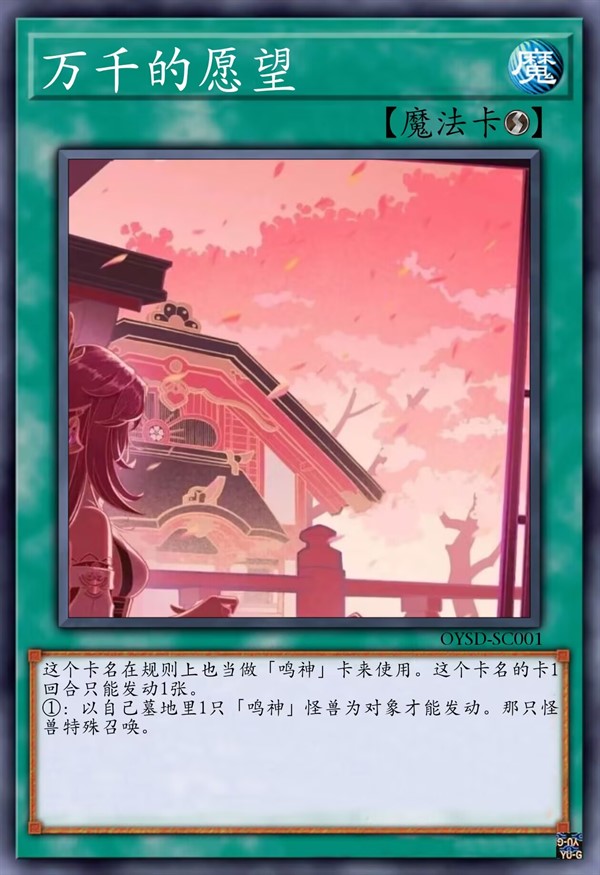 万千的愿望
魔
【魔法卡】
OYSD-SC001
这个卡名在规则上也当做「鸣神」卡来使用。这个卡名的卡1
回合只能发动1张。
①：以自己墓地里1只「鸣神」怪兽为对象才能发动。那只怪
兽特殊召唤。
YU-G
YU-G